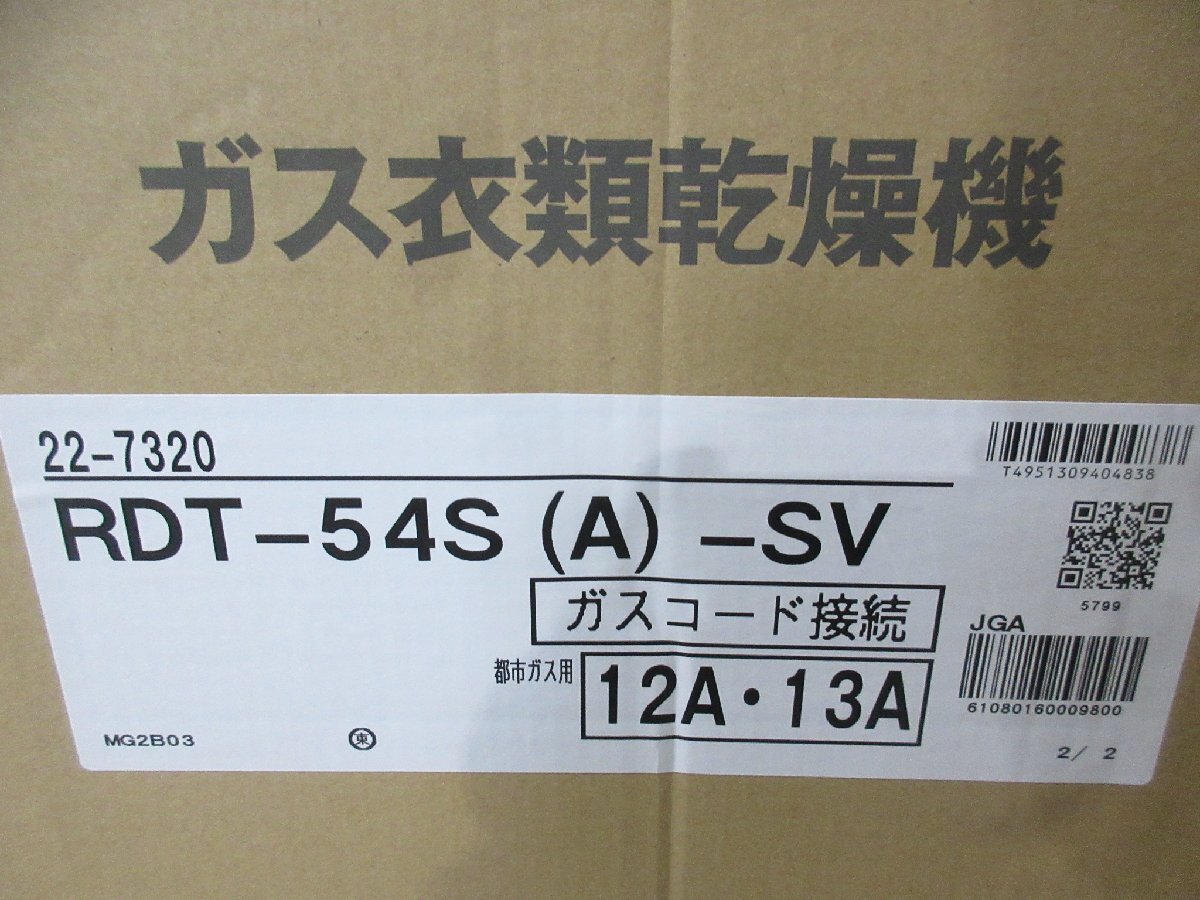 ガス衣類乾燥機
22-7320
T4951309404838
RDT-54S(A)-SV
5799
ガスコード接続
JGA
都市ガス用
12A・13A
61080160009800
MG2B03
東
2/ 2